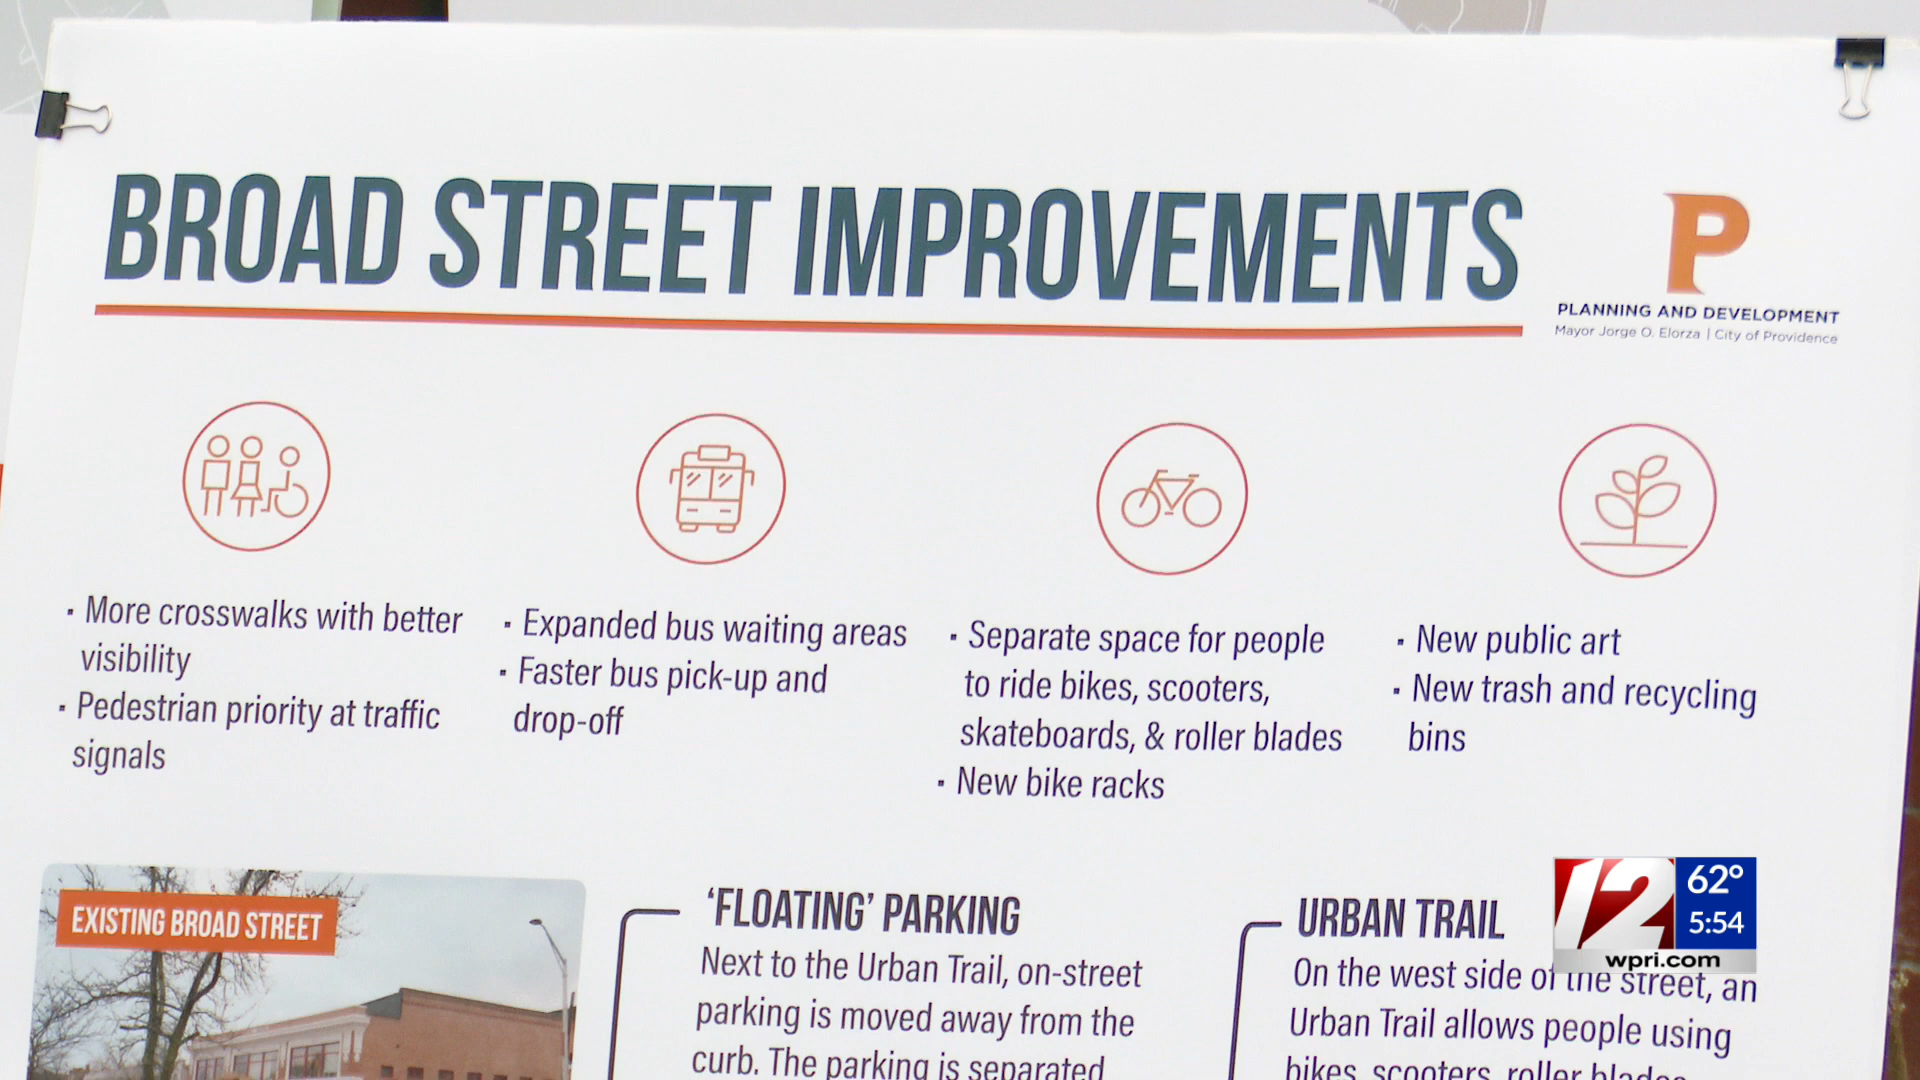 BROAD STREET IMPROVEMENTS
P
PLANNING AND DEVELOPMENT
Mayor Jorge O. Elorza | City of Providence
· More crosswalks with better
visibility
· Pedestrian priority at traffic
signals
· Expanded bus waiting areas
· Faster bus pick-up and
drop-off
· Separate space for people
to ride bikes, scooters,
skateboards, & roller blades
· New bike racks
· New public art
· New trash and recycling
bins
EXISTING BROAD STREET
'FLOATING' PARKING
Next to the Urban Trail, on-street
parking is moved away from the
curb. The parking is separated
URBAN TRAIL
On the west side of the street, an
Urban Trail allows people using
bikes, scooters, roller blades
12
62°
5:54
wpri.com